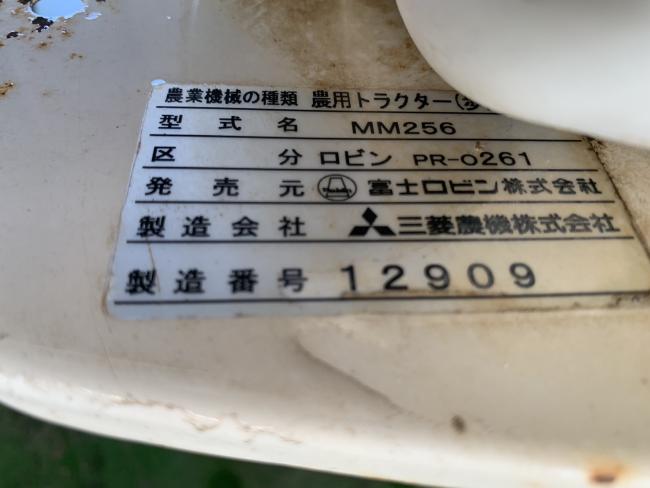 農業機械の種類 農用トラクター(歩
型式名 MM256
区分 ロビン PR-0261
発売元 富士ロビン株式会社
製造会社 三菱農機株式会社
製造番号 12909